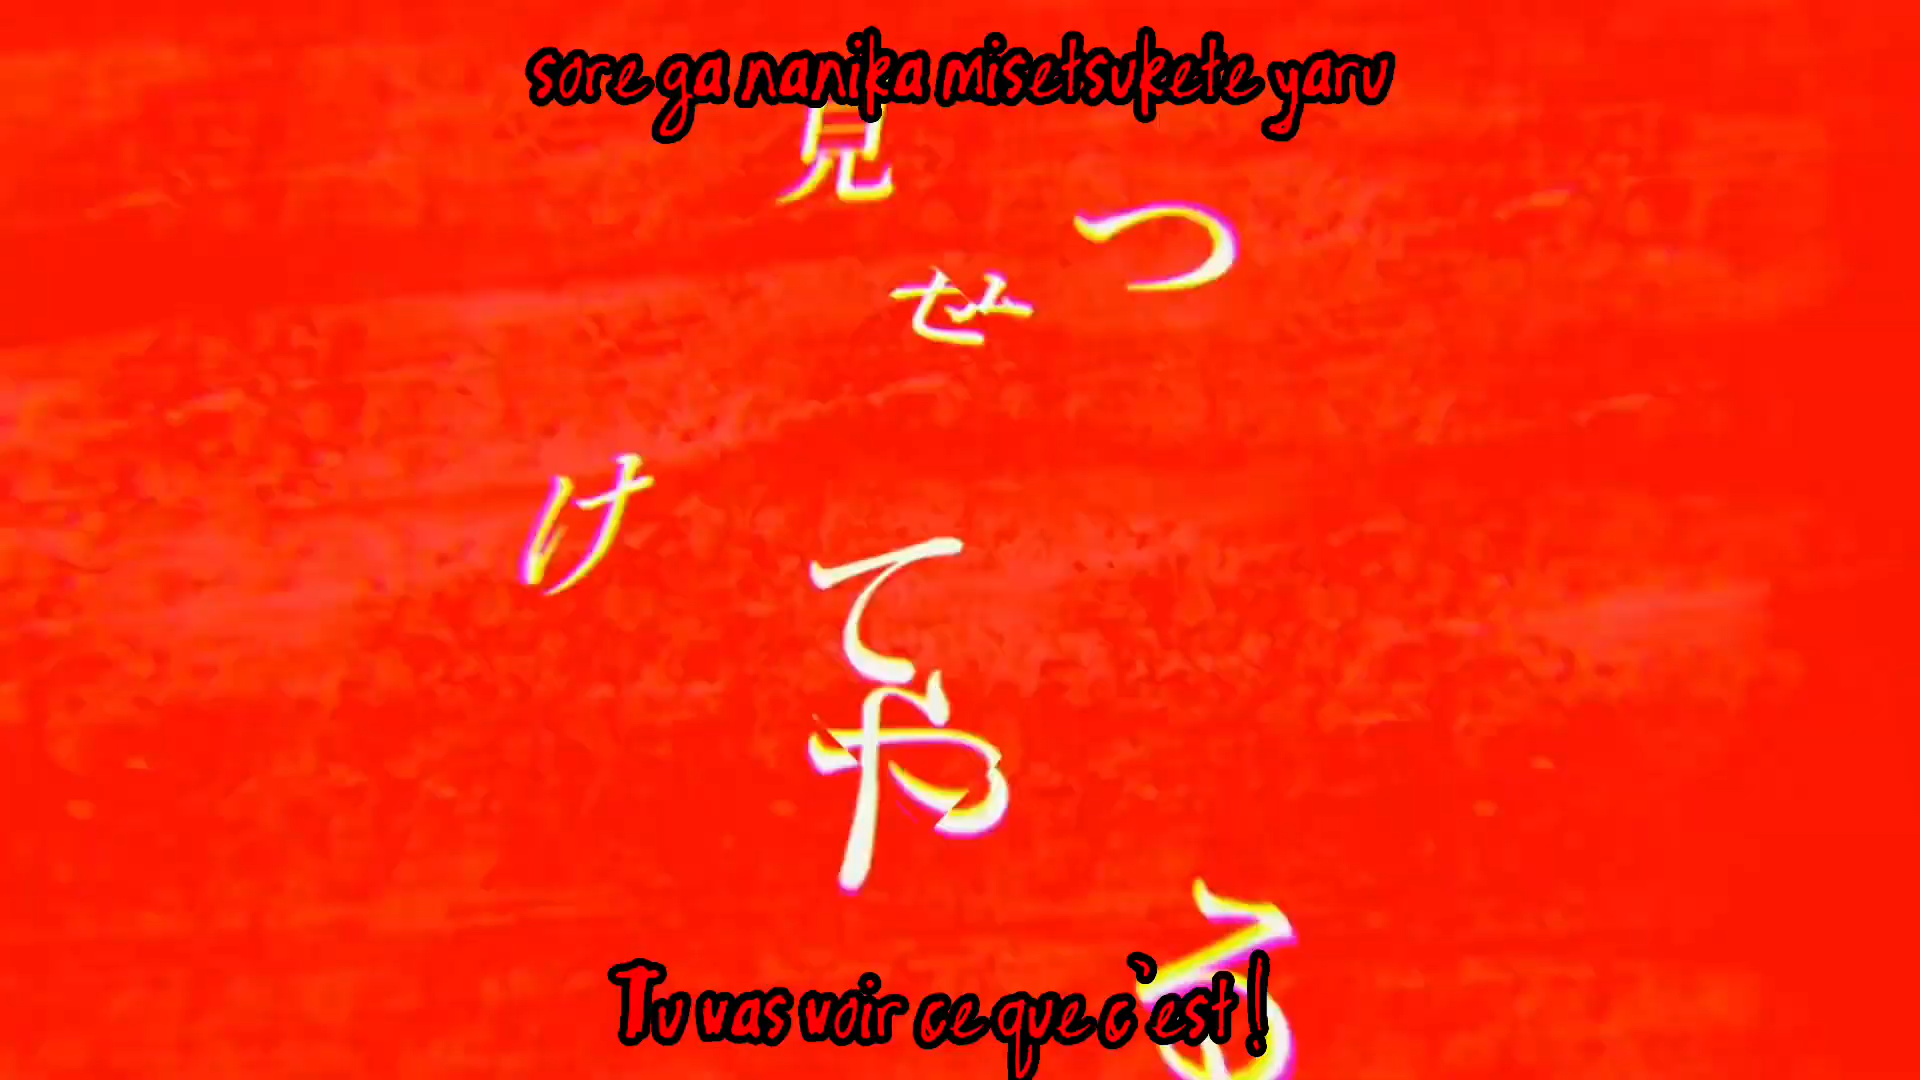 sore ga nanika misetsukete yaru
見
せ
つ
け
て
や
る
Tu vas voir ce que c'est !